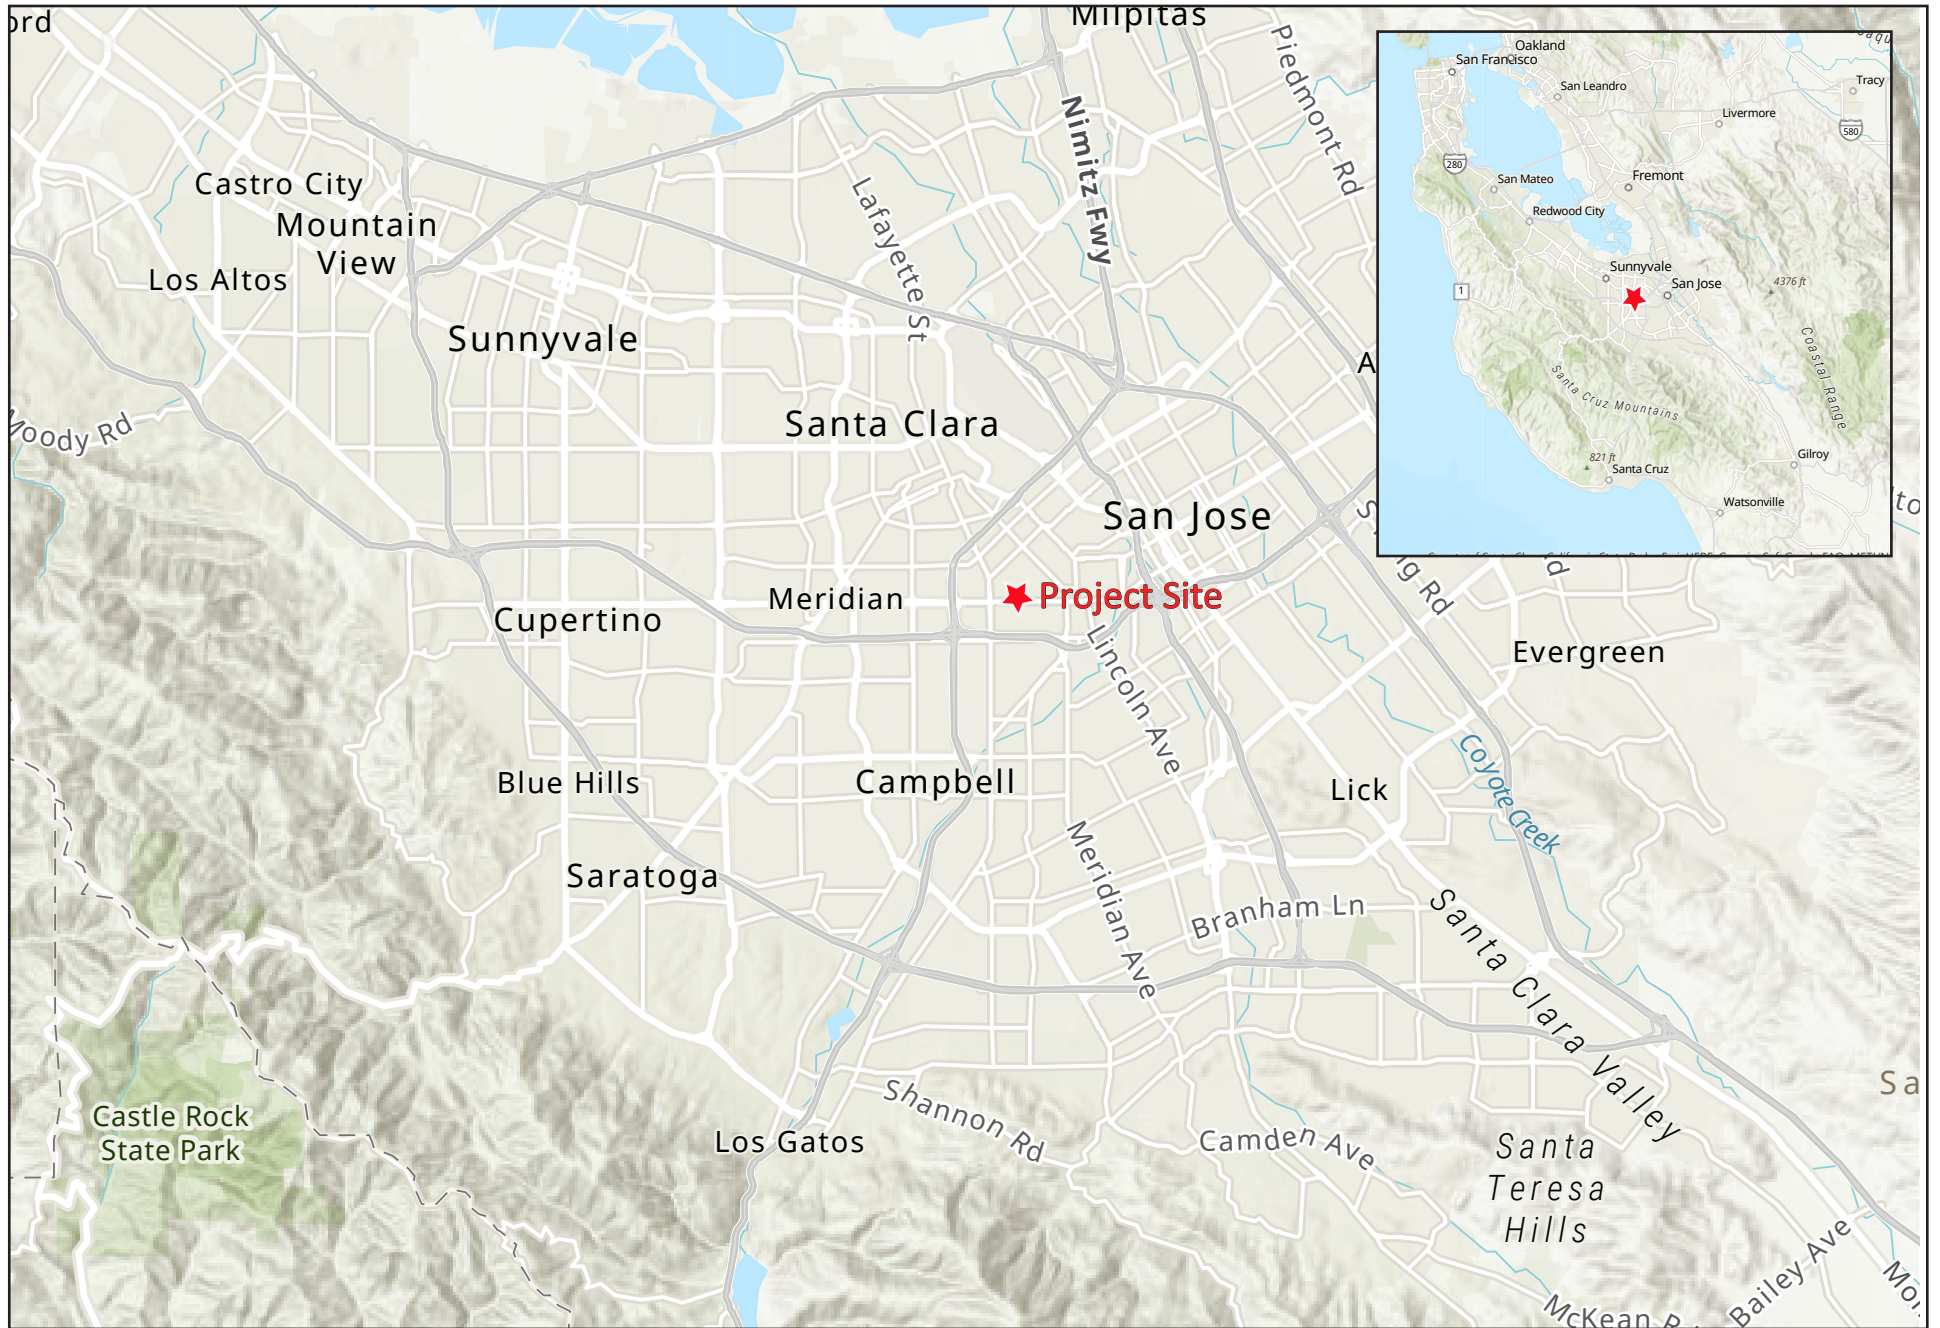 Milpitas
Piedmont Rd
Nimitz Fwy
Castro City
Mountain
View
Los Altos
Lafayette St
Sunnyvale
Moody Rd
Santa Clara
San Jose
Meridian
Project Site
Cupertino
Lincoln Ave
Evergreen
Blue Hills
Campbell
Lick
Coyote Creek
Saratoga
Meridian Ave
Branham Ln
Santa Clara Valley
Castle Rock
State Park
Los Gatos
Shannon Rd
Camden Ave
Santa
Teresa
Hills
Bailey Ave
McKean
Oakland
San Francisco
San Leandro
Tracy
Livermore
580
280
San Mateo
Fremont
Redwood City
Sunnyvale
San Jose
4376 ft
1
Coastal Range
Santa Cruz Mountains
821 ft
Santa Cruz
Gilroy
Watsonville